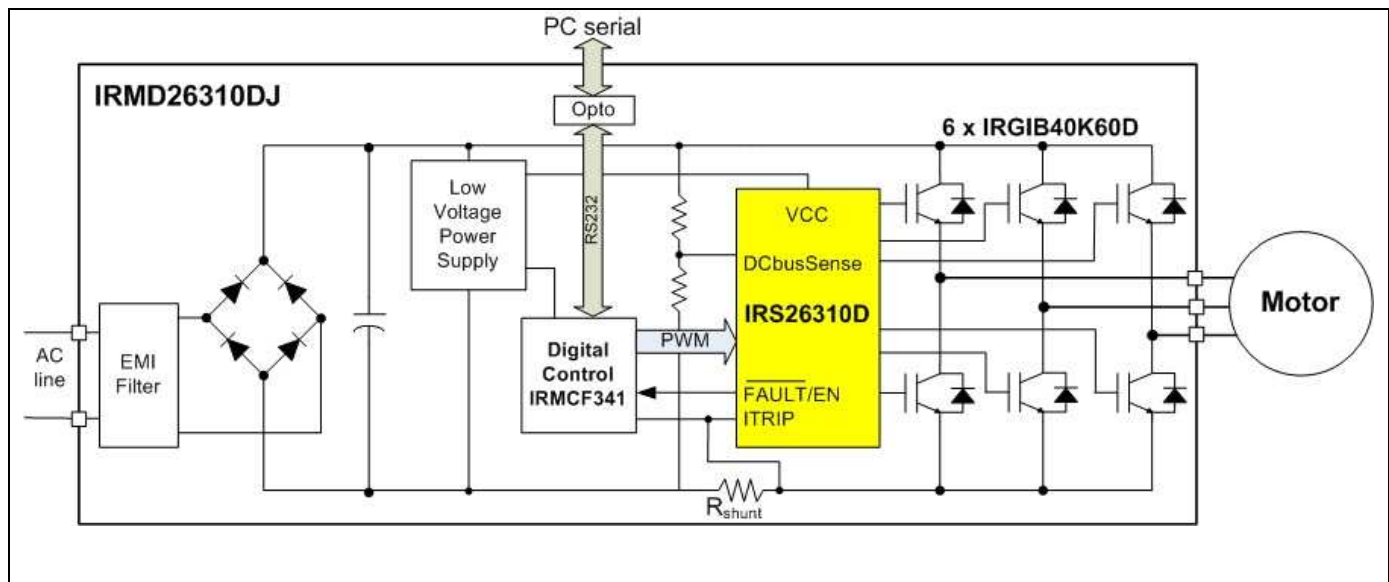 PC serial
IRMD26310DJ
Opto
6 x IRGIB40K60D
Low
Voltage
Power
Supply
RS232
VCC
DCbusSense
IRS26310D
Motor
AC
line
EMI
Filter
Digital
Control
IRMCF341
PWM
FAULT/EN
ITRIP
Rshunt